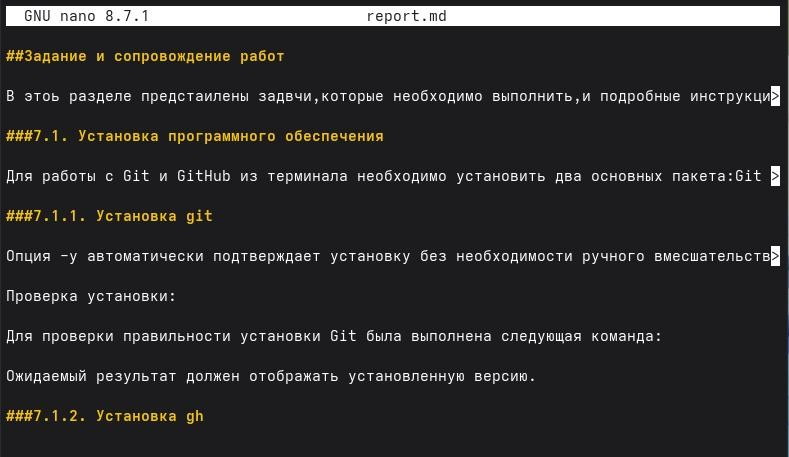 GNU nano 8.7.1 report.md
##Задание и сопровождение работ
В этоь разделе предстаилены задвчи,которые необходимо выполнить,и подробные инструкци>
###7.1. Установка программного обеспечения
Для работы с Git и GitHub из терминала необходимо установить два основных пакета:Git >
###7.1.1. Установка git
Опция -y автоматически подтверждает установку без необходимости ручного вмесшательств>
Проверка установки:
Для проверки правильности установки Git была выполнена следующая команда:
Ожидаемый результат должен отображать установленную версию.
###7.1.2. Установка gh